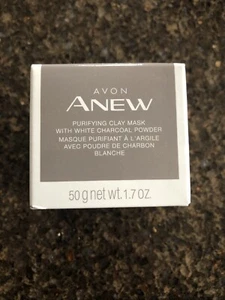 AVON
ANEW
PURIFYING CLAY MASK
WITH WHITE CHARCOAL POWDER
MASQUE PURIFIANT À L'ARGILE
AVEC POUDRE DE CHARBON
BLANCHE
50 g net wt. 1.7 OZ.